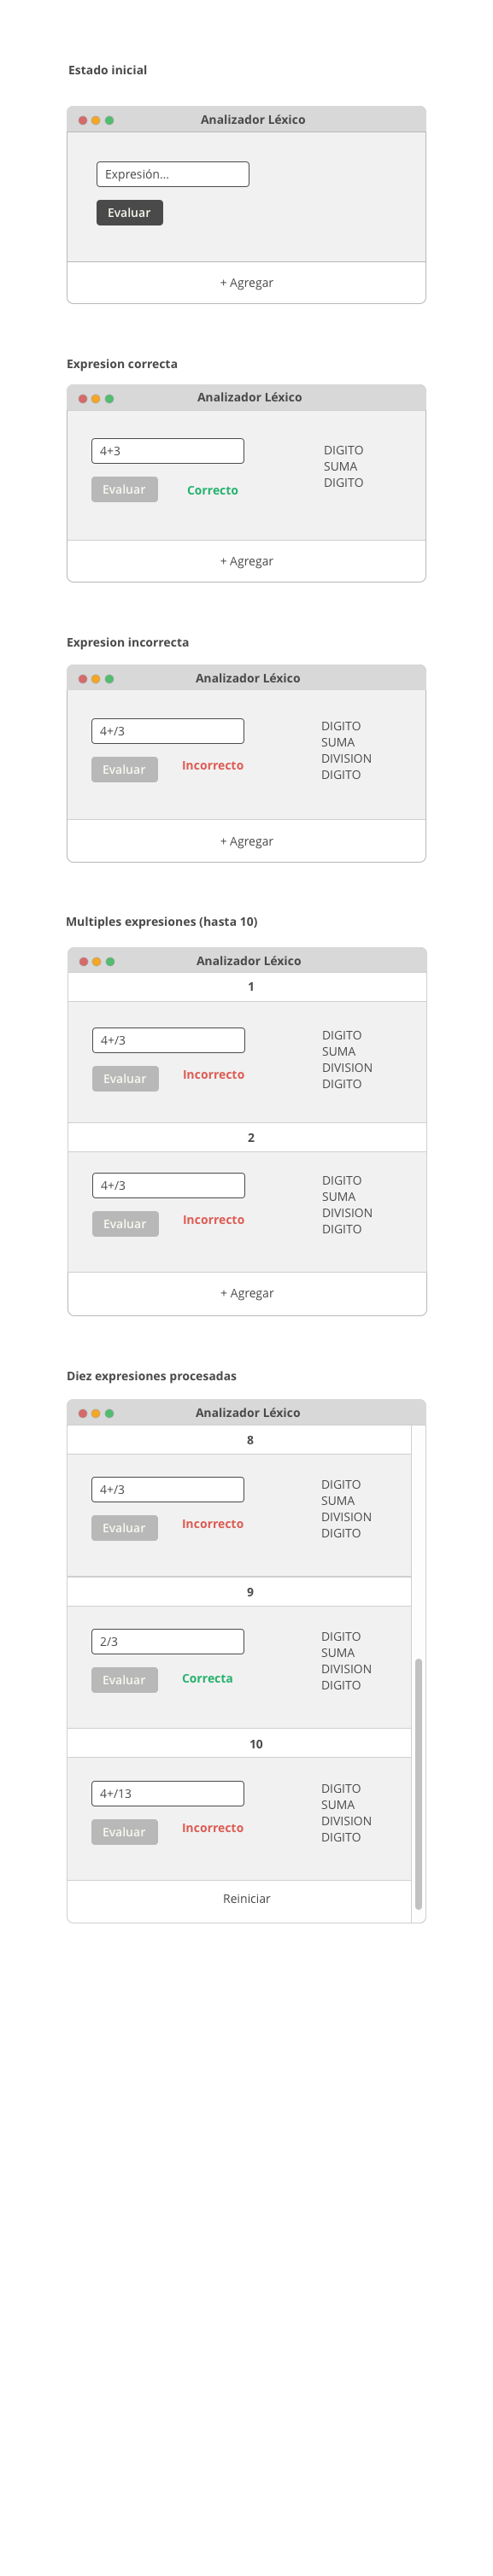 Estado inicial
Analizador Léxico
Expresión...
Evaluar
+ Agregar
Expresion correcta
Analizador Léxico
4+3
DIGITO
SUMA
DIGITO
Evaluar
Correcto
+ Agregar
Expresion incorrecta
Analizador Léxico
4+/3
DIGITO
SUMA
DIVISION
DIGITO
Evaluar
Incorrecto
+ Agregar
Multiples expresiones (hasta 10)
Analizador Léxico
1
4+/3
DIGITO
SUMA
DIVISION
DIGITO
Evaluar
Incorrecto
2
4+/3
DIGITO
SUMA
DIVISION
DIGITO
Evaluar
Incorrecto
+ Agregar
Diez expresiones procesadas
Analizador Léxico
8
4+/3
DIGITO
SUMA
DIVISION
DIGITO
Evaluar
Incorrecto
9
2/3
DIGITO
SUMA
DIVISION
DIGITO
Evaluar
Correcta
10
4+/13
DIGITO
SUMA
DIVISION
DIGITO
Evaluar
Incorrecto
Reiniciar